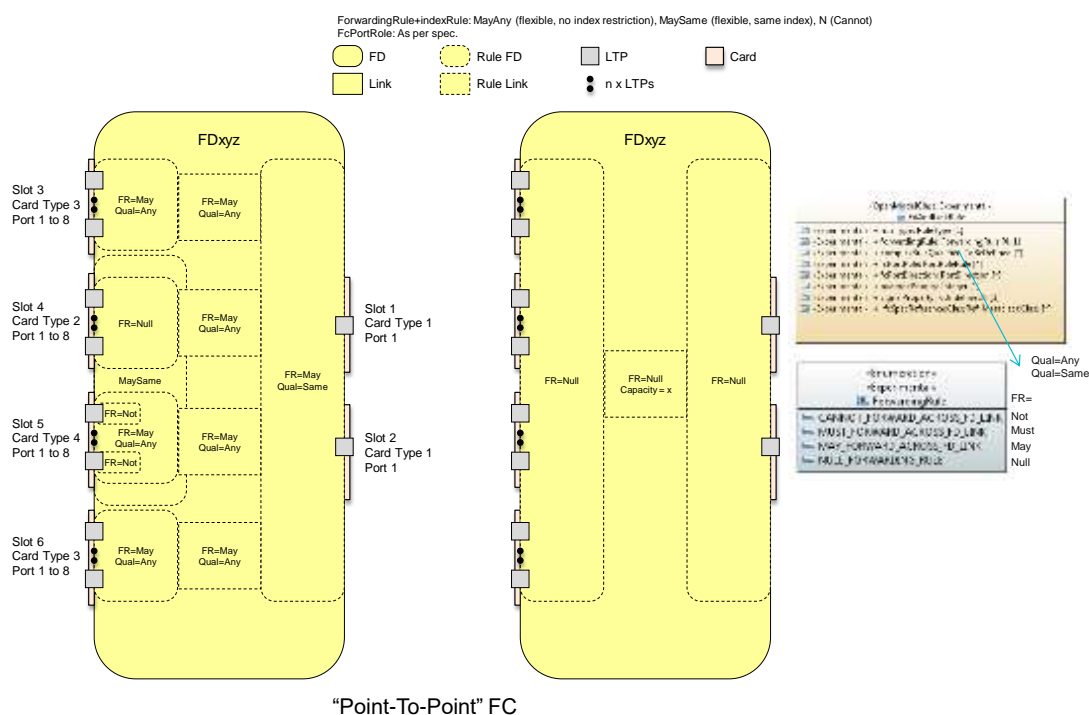 ForwardingRule+indexRule: MayAny (flexible, no index restriction), MaySame (flexible, same index), N (Cannot)
FcPortRole: As per spec.
FD
Rule FD
LTP
Card
Link
Rule Link
n x LTPs
FDxyz
Slot 3
Card Type 3
Port 1 to 8
FR=May
Qual=Any
FR=May
Qual=Any
Slot 4
Card Type 2
Port 1 to 8
FR=Null
FR=May
Qual=Any
MaySame
Slot 5
Card Type 4
Port 1 to 8
FR=Not
FR=May
Qual=Any
FR=Not
FR=May
Qual=Any
Slot 6
Card Type 3
Port 1 to 8
FR=May
Qual=Any
FR=May
Qual=Any
FR=May
Qual=Same
Slot 1
Card Type 1
Port 1
Slot 2
Card Type 1
Port 1
FDxyz
FR=Null
FR=Null
Capacity = x
FR=Null
Qual=Any
Qual=Same
ForwardingRule
CANNOT_FORWARD_ACROSS_FD_LINK
MUST_FORWARD_ACROSS_FD_LINK
MAY_FORWARD_ACROSS_FD_LINK
NULL_FORWARDING_RULE
FR=
Not
Must
May
Null
“Point-To-Point” FC